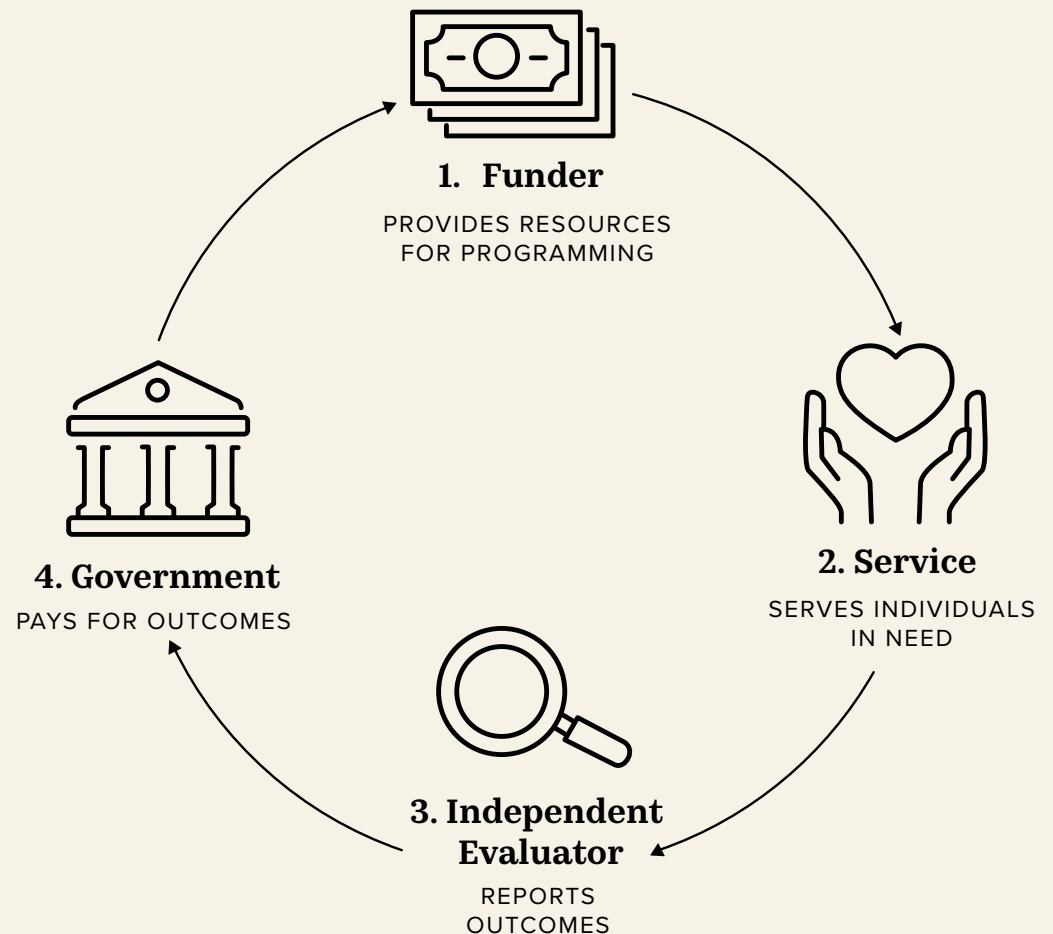 1. Funder
PROVIDES RESOURCES
FOR PROGRAMMING
2. Service
SERVES INDIVIDUALS
IN NEED
3. Independent
Evaluator
REPORTS
OUTCOMES
4. Government
PAYS FOR OUTCOMES